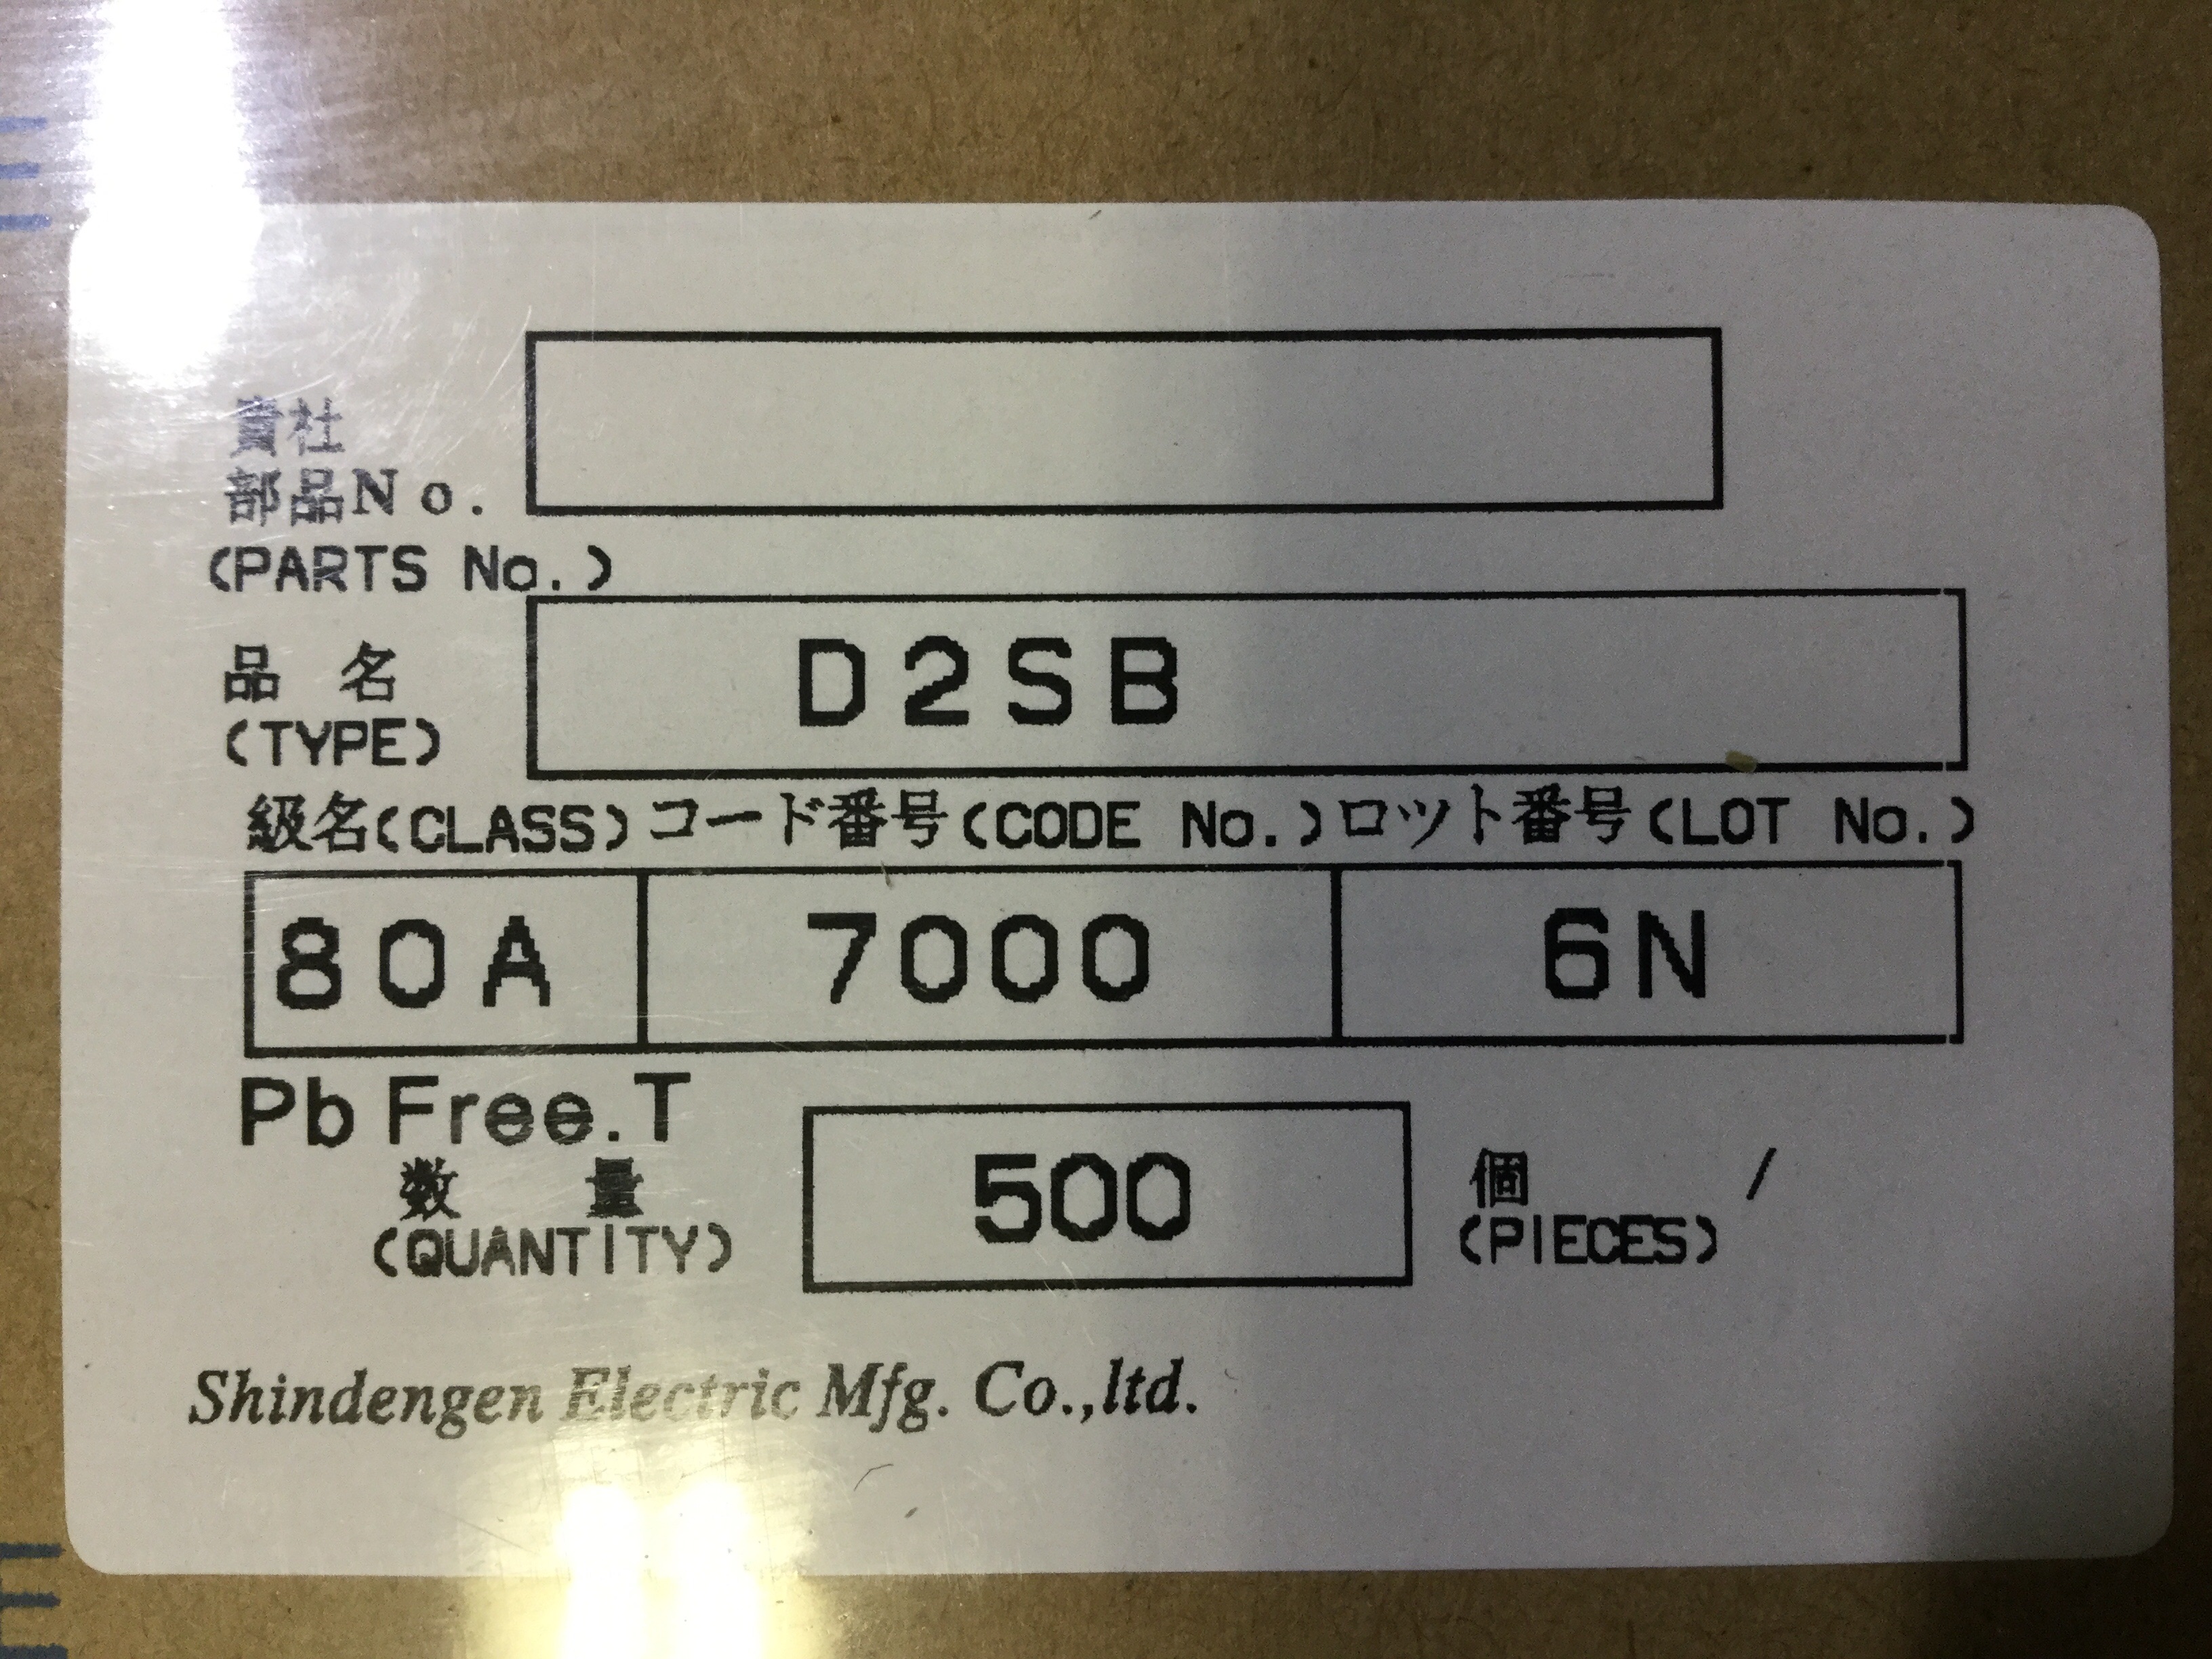 貴社
部品No.
(PARTS No.)
品 名
(TYPE)
D2SB
級名(CLASS) コード番号(CODE No.) ロツト番号(LOT No.)
80A 7000 6N
Pb Free.T
数 量
(QUANTITY)
500
個 /
(PIECES)
Shindengen Electric Mfg. Co.,ltd.